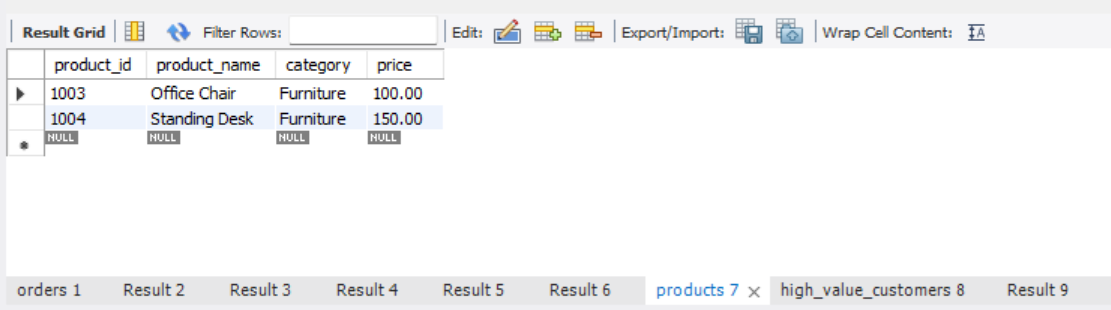 Result Grid Filter Rows: Edit: Export/Import: Wrap Cell Content: IA
product_id product_name category price
1003 Office Chair Furniture 100.00
1004 Standing Desk Furniture 150.00
NULL NULL NULL NULL
orders 1 Result 2 Result 3 Result 4 Result 5 Result 6 products 7 high_value_customers 8 Result 9